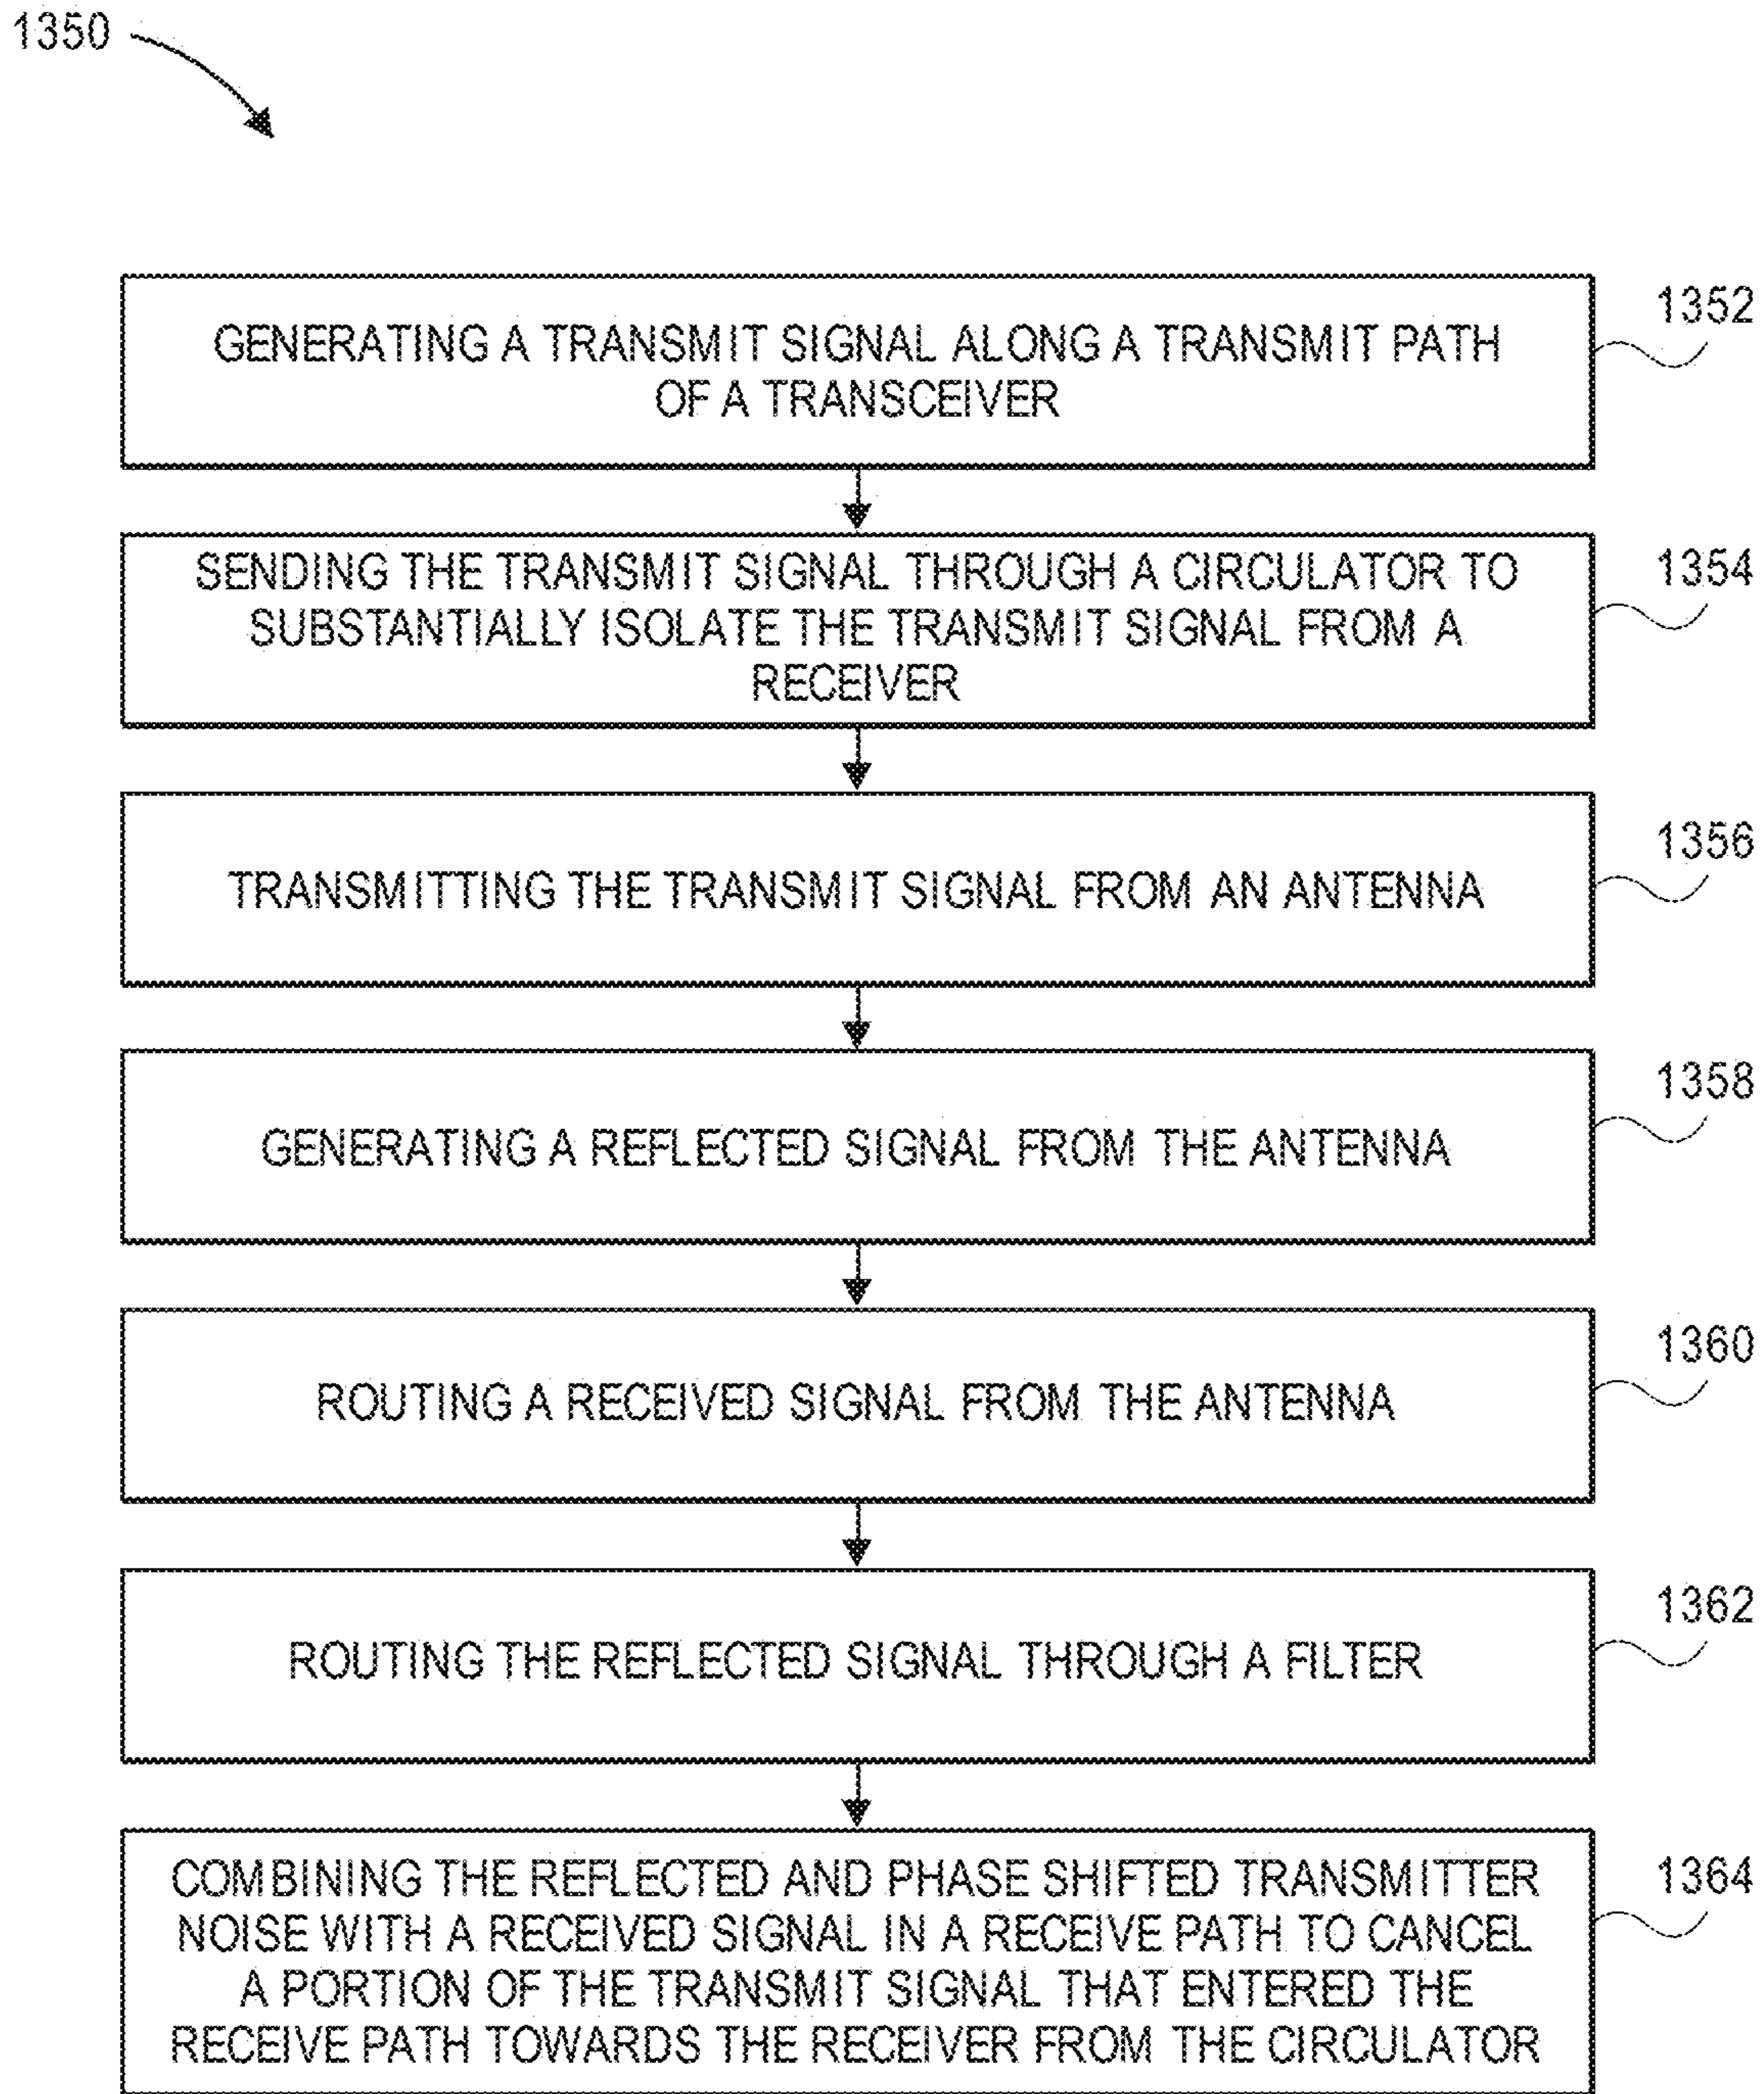 1350
GENERATING A TRANSMIT SIGNAL ALONG A TRANSMIT PATH
OF A TRANSCEIVER
1352
SENDING THE TRANSMIT SIGNAL THROUGH A CIRCULATOR TO
SUBSTANTIALLY ISOLATE THE TRANSMIT SIGNAL FROM A
RECEIVER
1354
TRANSMITTING THE TRANSMIT SIGNAL FROM AN ANTENNA
1356
GENERATING A REFLECTED SIGNAL FROM THE ANTENNA
1358
ROUTING A RECEIVED SIGNAL FROM THE ANTENNA
1360
ROUTING THE REFLECTED SIGNAL THROUGH A FILTER
1362
COMBINING THE REFLECTED AND PHASE SHIFTED TRANSMITTER
NOISE WITH A RECEIVED SIGNAL IN A RECEIVE PATH TO CANCEL
A PORTION OF THE TRANSMIT SIGNAL THAT ENTERED THE
RECEIVE PATH TOWARDS THE RECEIVER FROM THE CIRCULATOR
1364